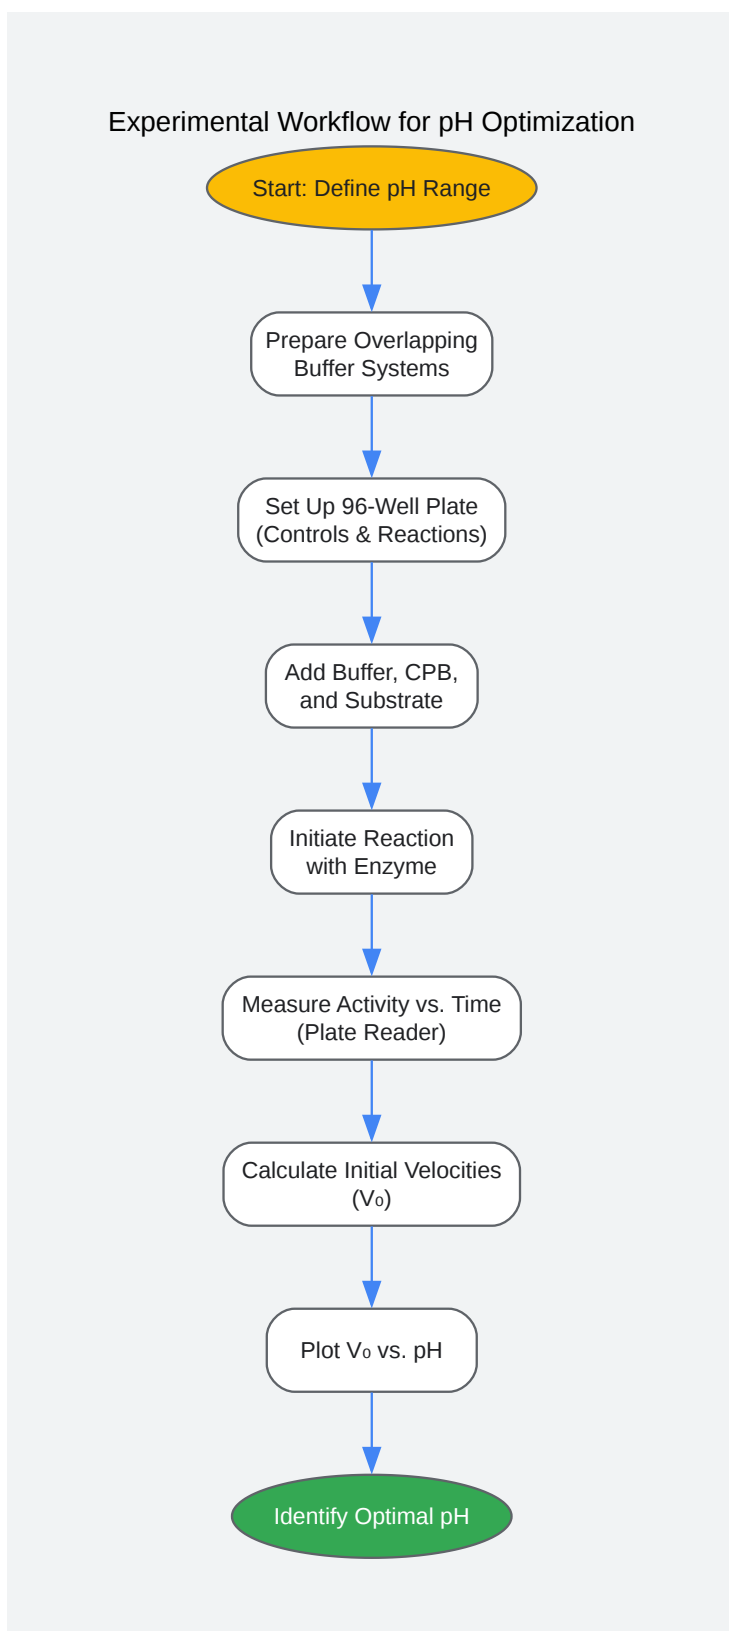 Experimental Workflow for pH Optimization
Start: Define pH Range
Prepare Overlapping
Buffer Systems
Set Up 96-Well Plate
(Controls & Reactions)
Add Buffer, CPB,
and Substrate
Initiate Reaction
with Enzyme
Measure Activity vs. Time
(Plate Reader)
Calculate Initial Velocities
(V₀)
Plot V₀ vs. pH
Identify Optimal pH